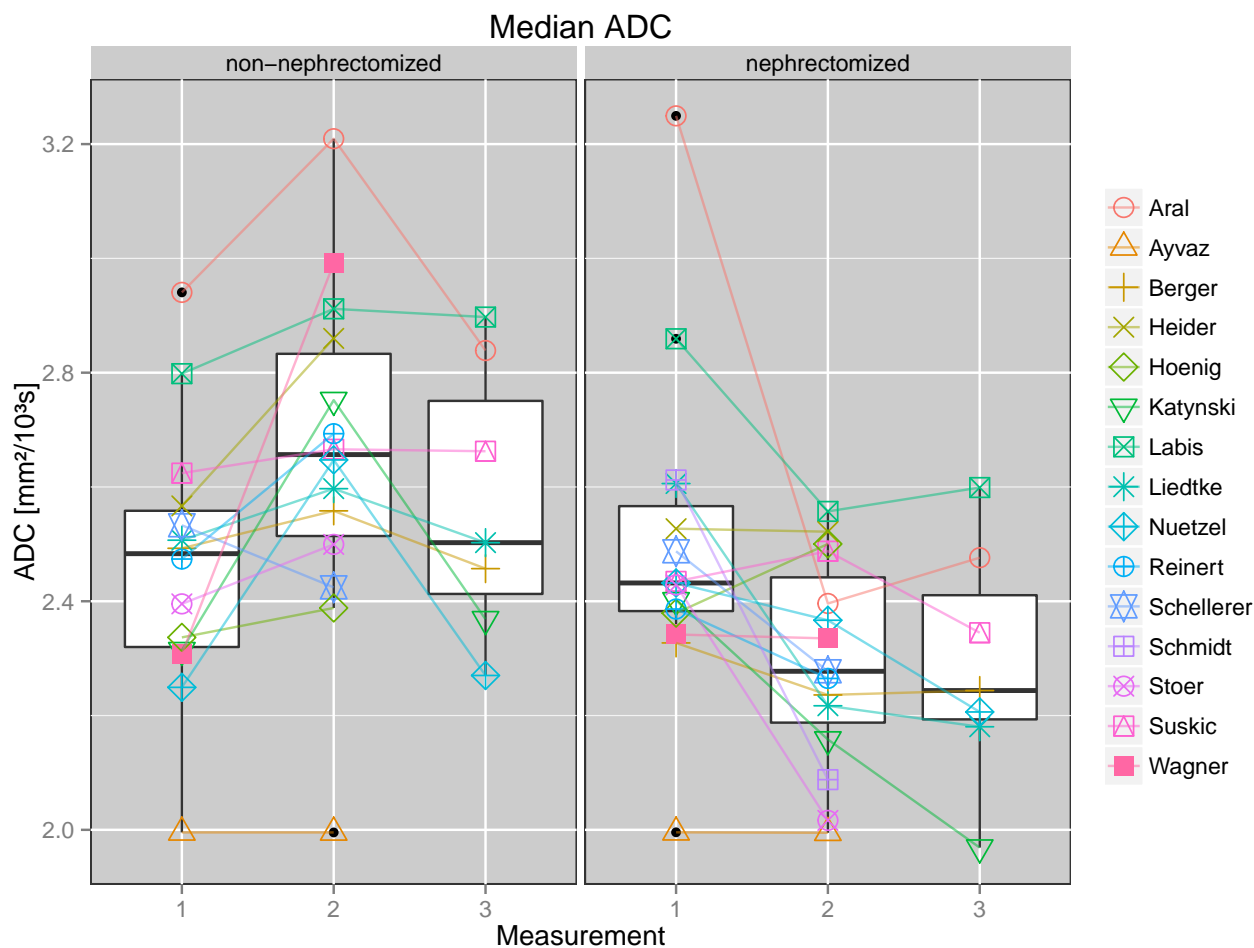 Median ADC
non−nephrectomized
nephrectomized
ADC [mm²/10³s]
3.2
2.8
2.4
2.0
1
2
3
1
2
3
Measurement
Aral
Ayvaz
Berger
Heider
Hoenig
Katynski
Labis
Liedtke
Nuetzel
Reinert
Schellerer
Schmidt
Stoer
Suskic
Wagner